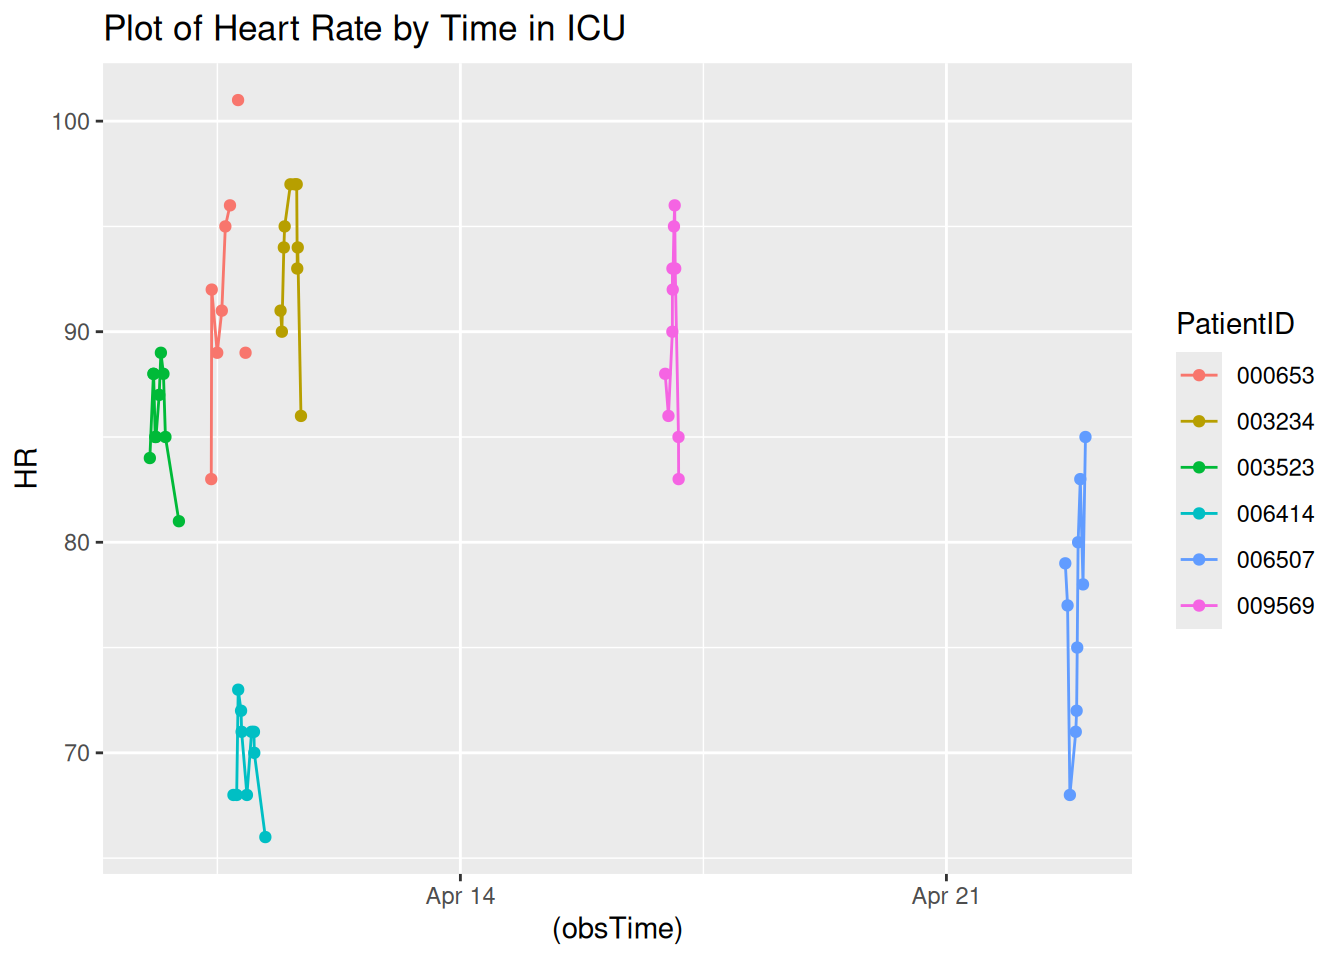 Plot of Heart Rate by Time in ICU
100
90
80
70
HR
Apr 14
Apr 21
(obsTime)
PatientID
000653
003234
003523
006414
006507
009569